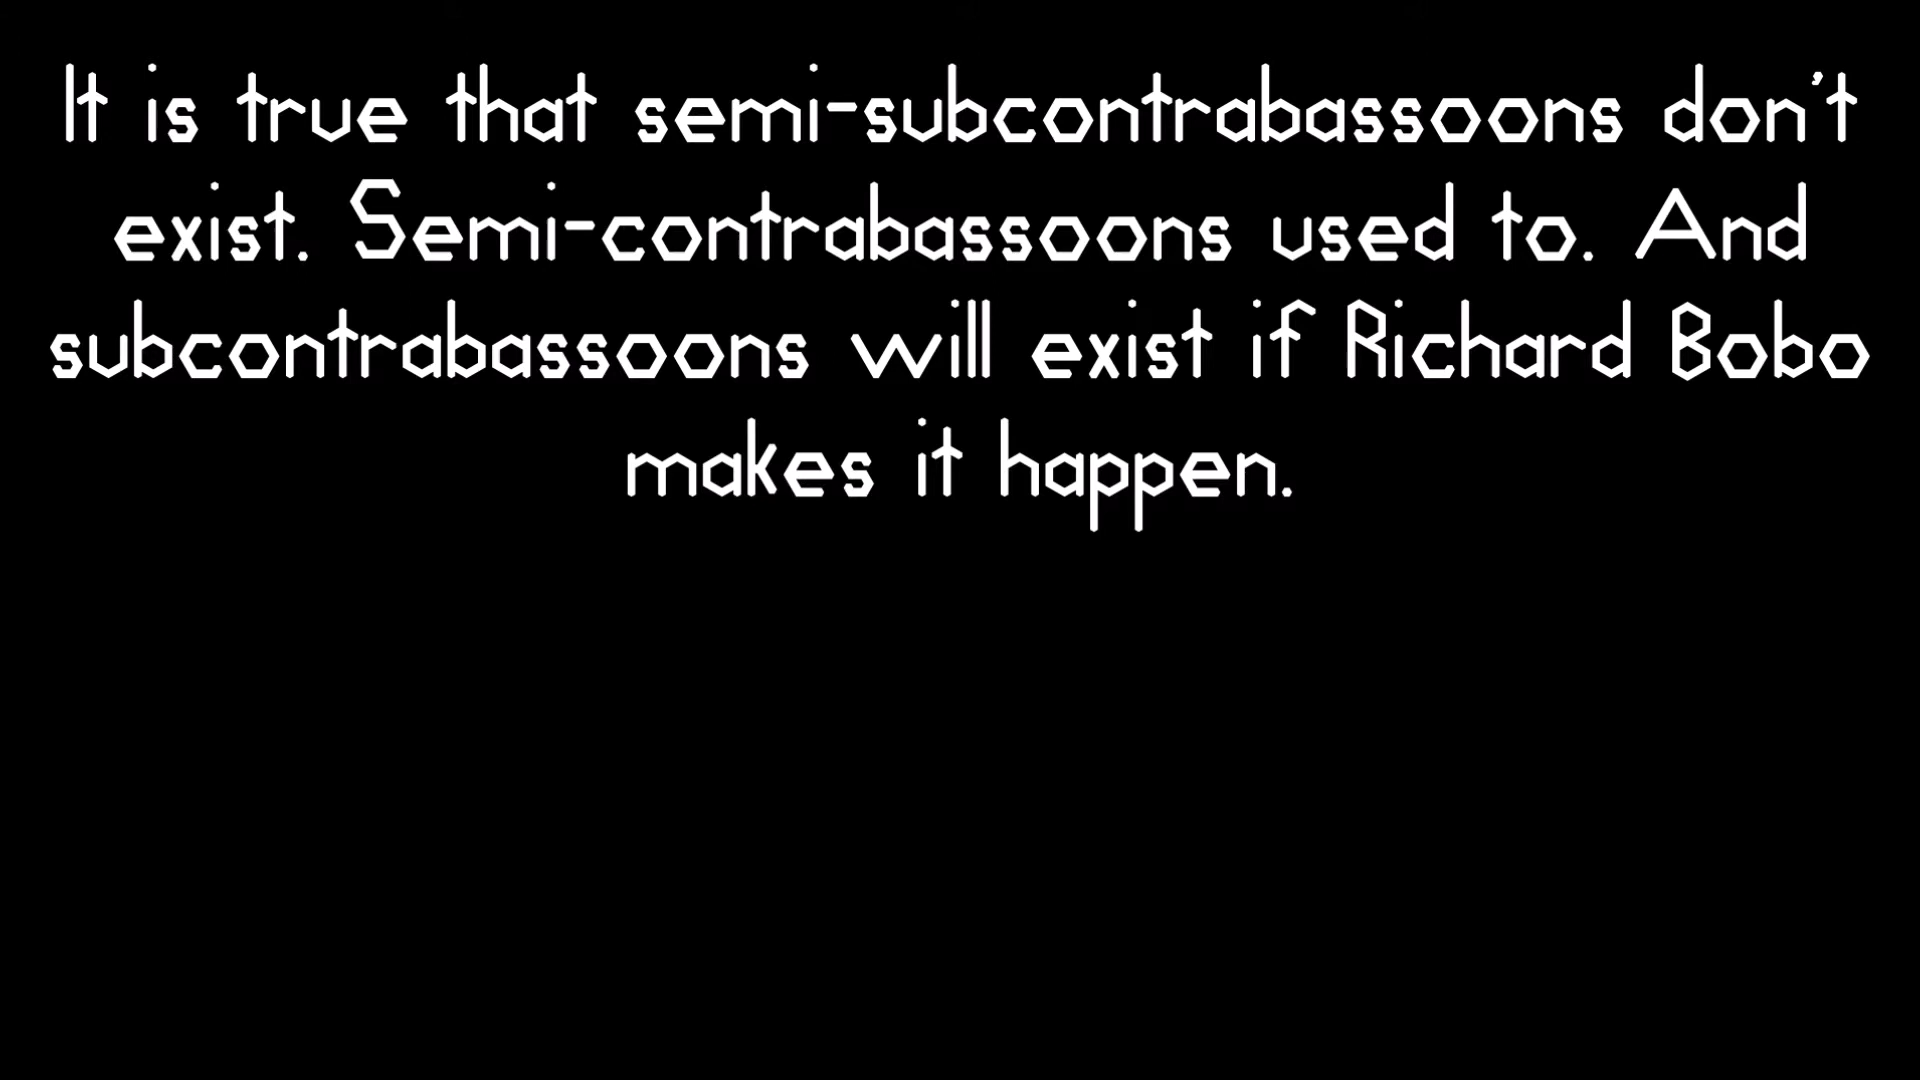 It is true that semi-subcontrabassoons don't
exist. Semi-contrabassoons used to. And
subcontrabassoons will exist if Richard Bobo
makes it happen.